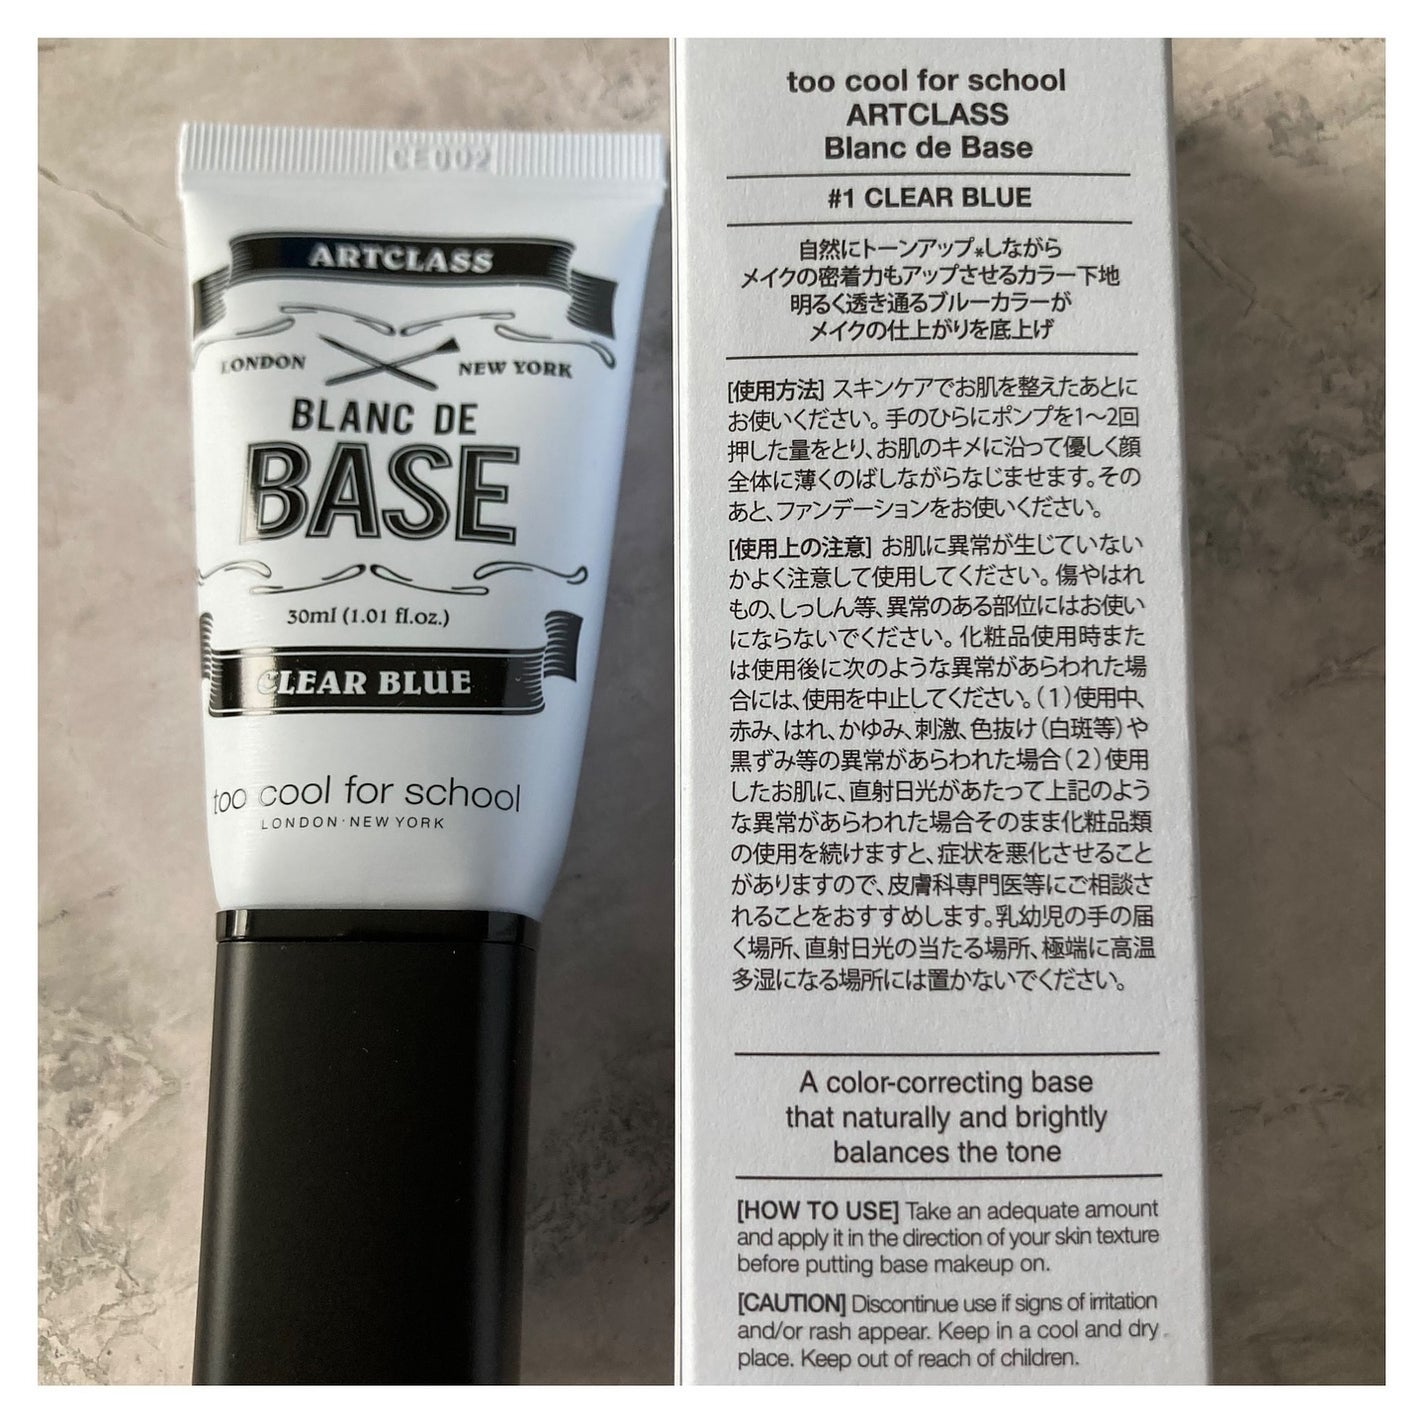 CE002
ARTCLASS
LONDON NEW YORK
BLANC DE
BASE
30ml (1.01 fl.oz.)
CLEAR BLUE
too cool for school
LONDON·NEW YORK
too cool for school
ARTCLASS
Blanc de Base
#1 CLEAR BLUE
自然にトーンアップ*しながら
メイクの密着力もアップさせるカラー下地
明るく透き通るブルーカラーが
メイクの仕上がりを底上げ
[使用方法] スキンケアでお肌を整えたあとに
お使いください。手のひらにポンプを1〜2回
押した量をとり、お肌のキメに沿って優しく顔
全体に薄くのばしながらなじませます。その
あと、ファンデーションをお使いください。
[使用上の注意] お肌に異常が生じていない
かよく注意して使用してください。傷やはれ
もの、しっしん等、異常のある部位にはお使い
にならないでください。化粧品使用時また
は使用後に次のような異常があらわれた場
合には、使用を中止してください。(1)使用中、
赤み、はれ、かゆみ、刺激、色抜け(白斑等)や
黒ずみ等の異常があらわれた場合(2)使用
したお肌に、直射日光があたって上記のよう
な異常があらわれた場合そのまま化粧品類
の使用を続けますと、症状を悪化させること
がありますので、皮膚科専門医等にご相談さ
れることをおすすめします。乳幼児の手の届
く場所、直射日光の当たる場所、極端に高温
多湿になる場所には置かないでください。
A color-correcting base
that naturally and brightly
balances the tone
[HOW TO USE] Take an adequate amount
and apply it in the direction of your skin texture
before putting base makeup on.
[CAUTION] Discontinue use if signs of irritation
and/or rash appear. Keep in a cool and dry
place. Keep out of reach of children.